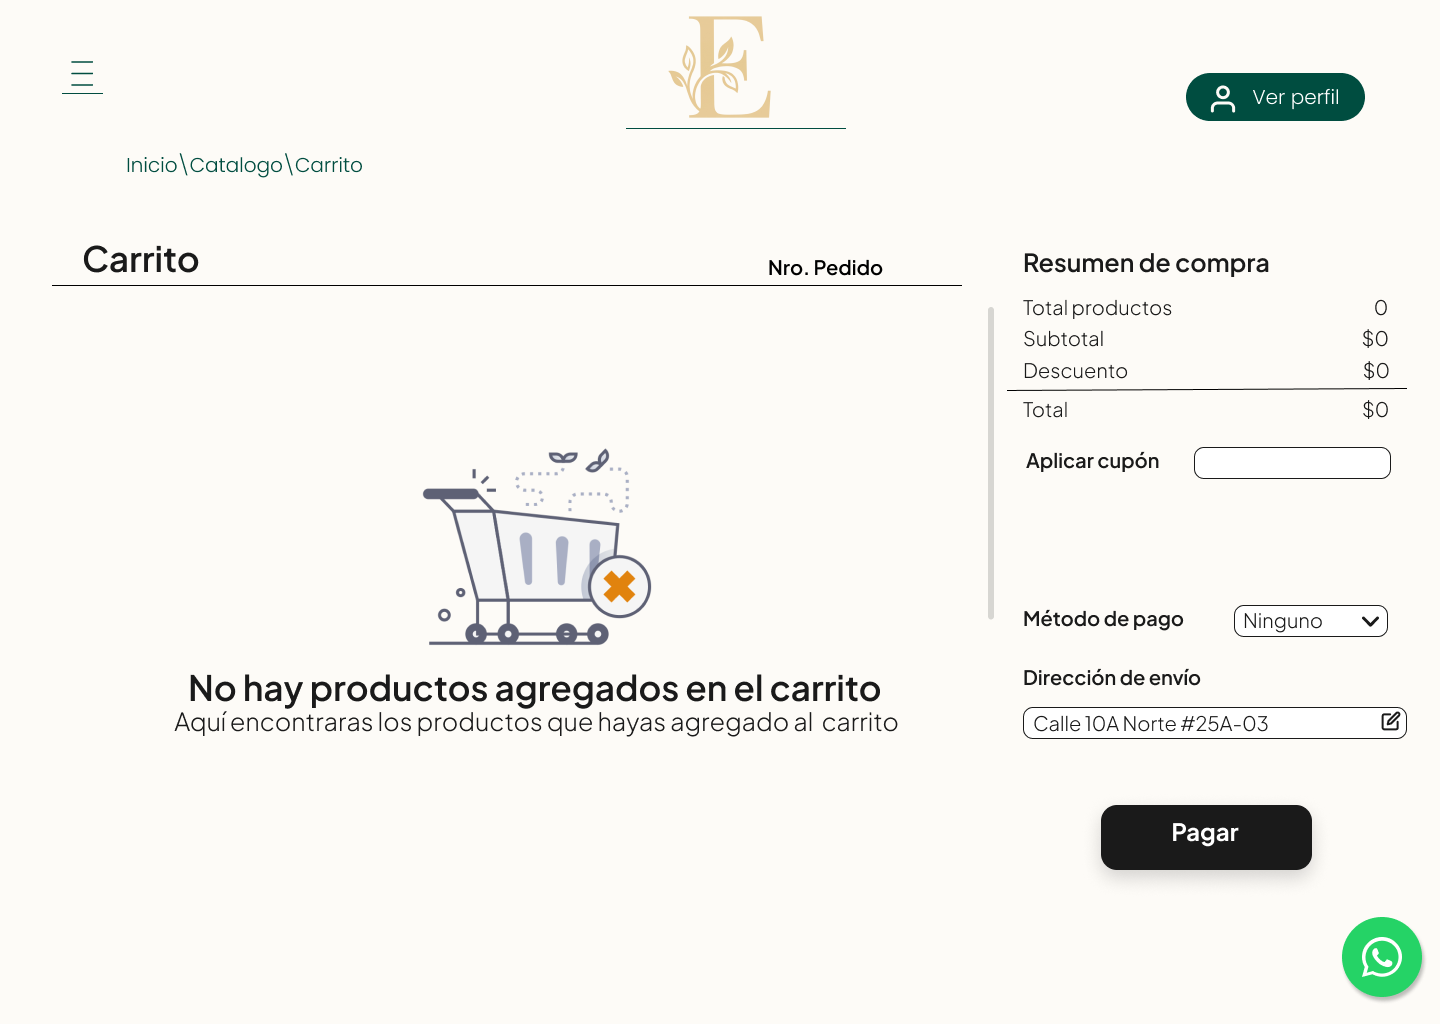 E
Ver perfil
Inicio\Catalogo\Carrito
Carrito
Nro. Pedido
Resumen de compra
Total productos 0
Subtotal $0
Descuento $0
Total $0
Aplicar cupón
Método de pago
Ninguno
Dirección de envío
Calle 10A Norte #25A-03
Pagar
No hay productos agregados en el carrito
Aquí encontraras los productos que hayas agregado al carrito